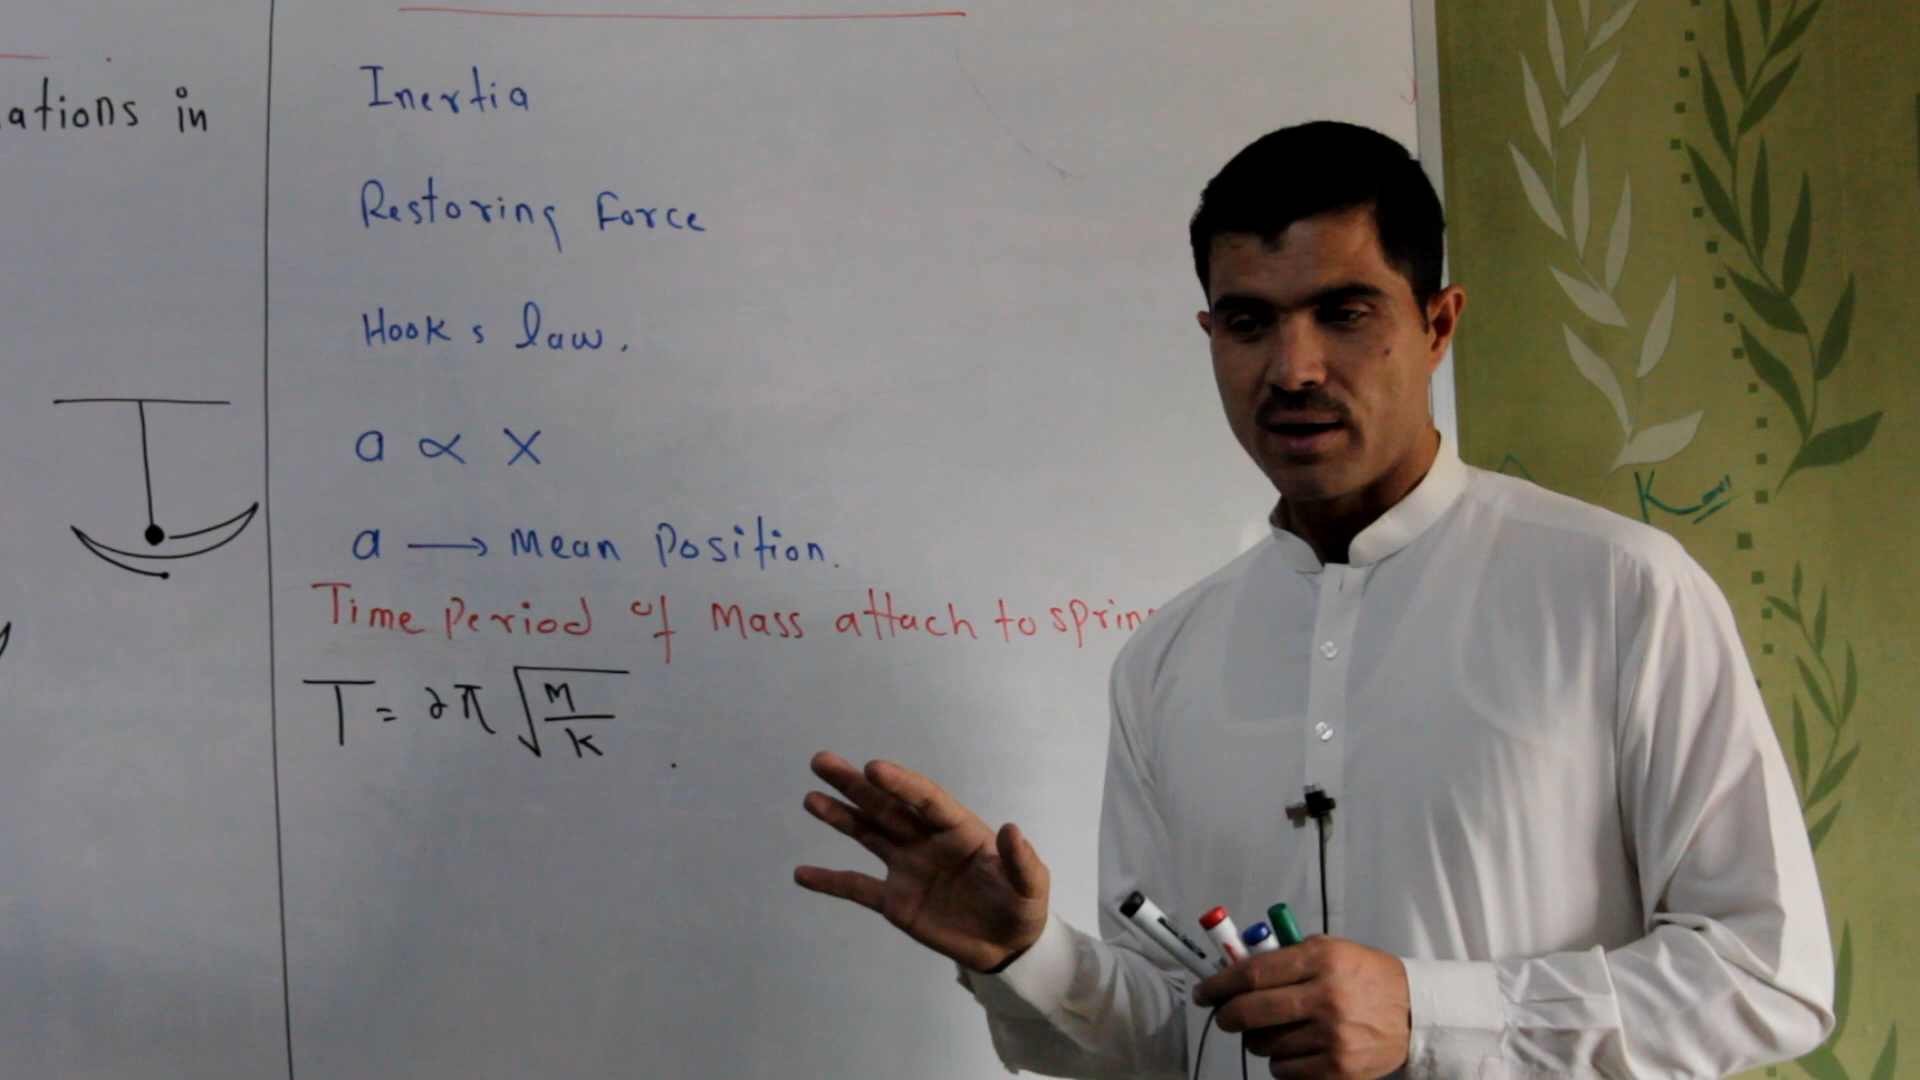 ations in
Inertia
Restoring Force
Hook s law.
a ∝ X
a → Mean Position.
Time Period of Mass attach to sprin
T = 2π √(M/K)